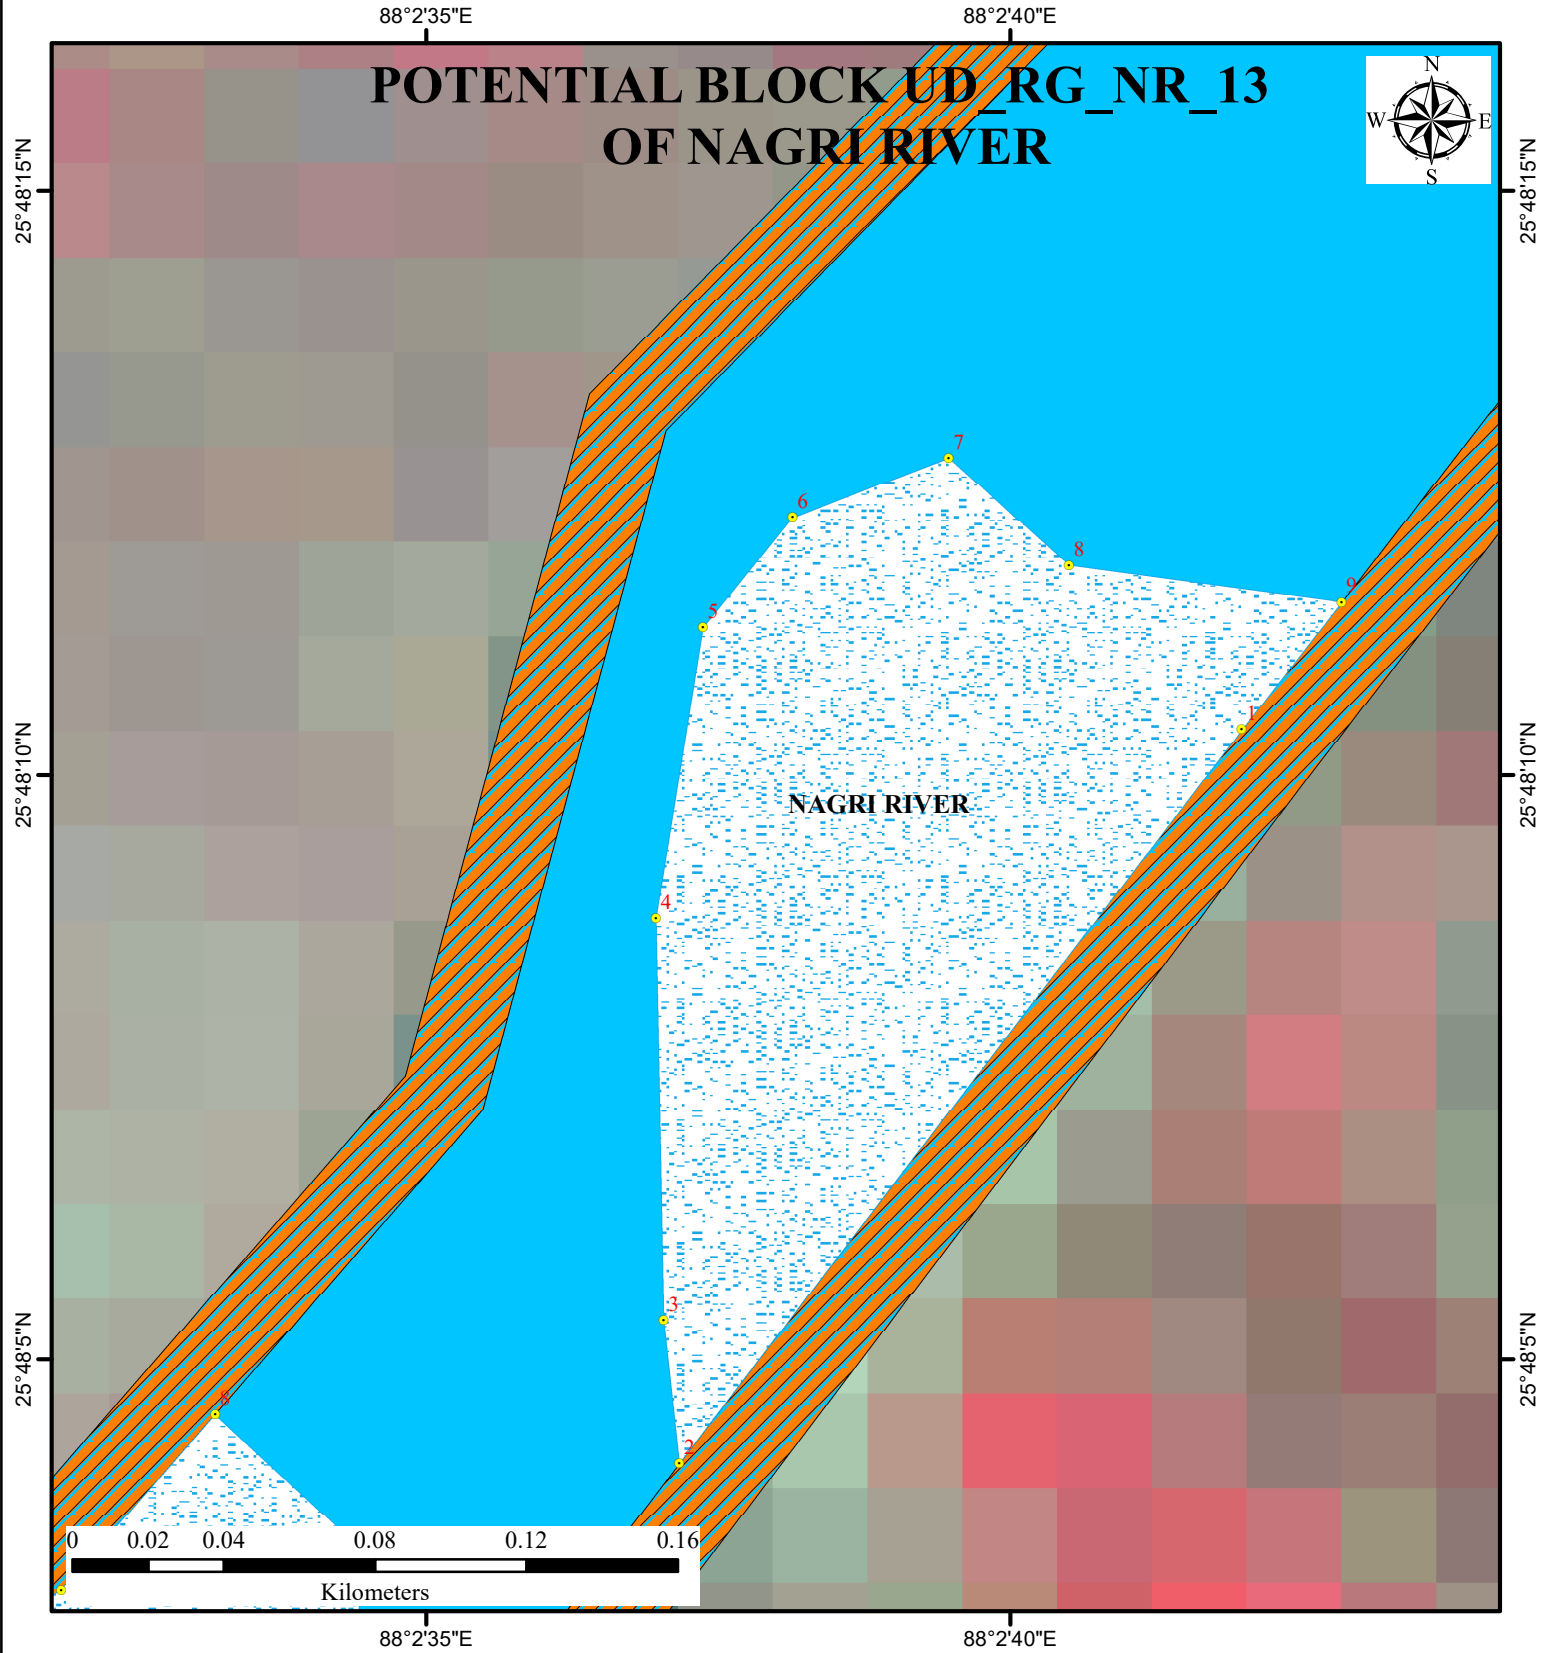 88°2'35"E 88°2'40"E
POTENTIAL BLOCK UD_RG_NR_13
OF NAGRI RIVER
N
W E
S
25°48'15"N 25°48'15"N
7
6
8
9
5
1
25°48'10"N 25°48'10"N
NAGRI RIVER
4
3
25°48'5"N 25°48'5"N
8
2
0 0.02 0.04 0.08 0.12 0.16
Kilometers
88°2'35"E 88°2'40"E